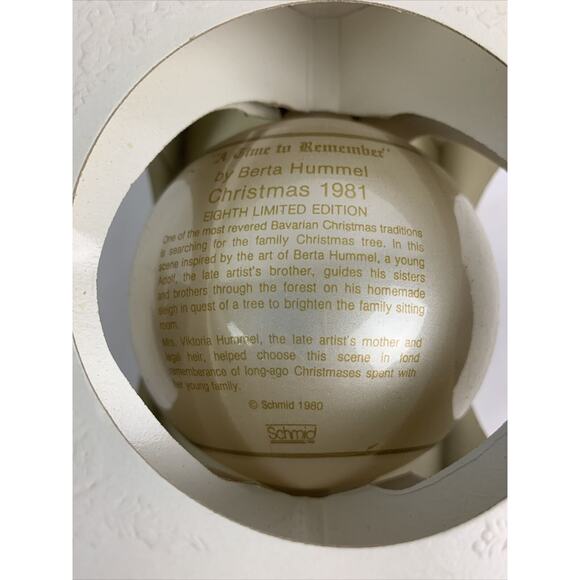 "A Time to Remember"
by Berta Hummel
Christmas 1981
EIGHTH LIMITED EDITION
One of the most revered Bavarian Christmas traditions
is searching for the family Christmas tree. In this
scene inspired by the art of Berta Hummel, a young
Adolf, the late artist's brother, guides his sisters
and brothers through the forest on his homemade
sleigh in quest of a tree to brighten the family sitting
room.
Mrs. Viktoria Hummel, the late artist's mother and
legal heir, helped choose this scene in fond
rememberance of long-ago Christmases spent with
her young family.
© Schmid 1980
Schmid